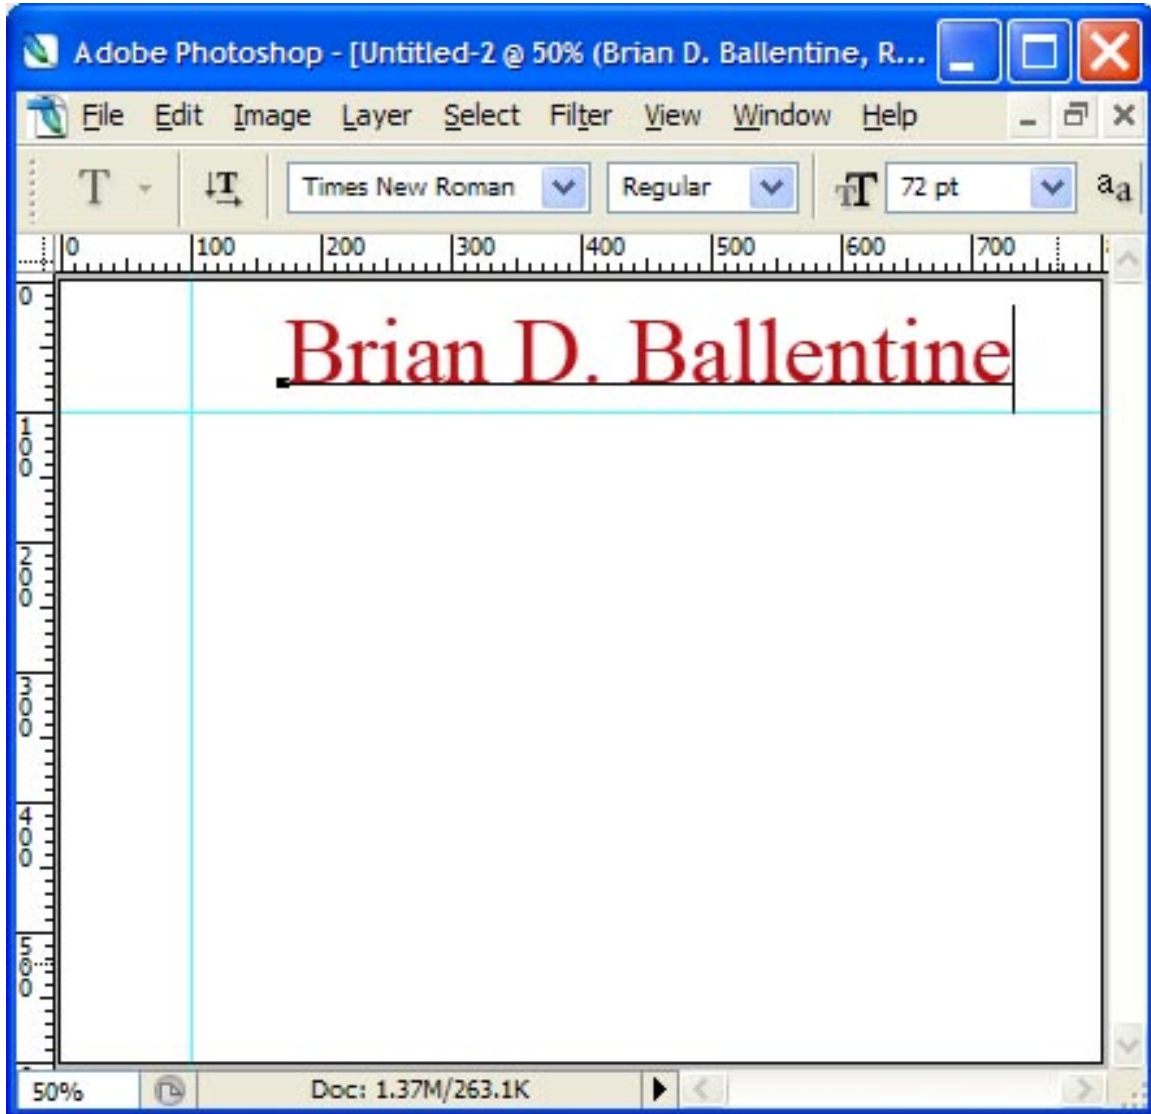 Adobe Photoshop - [Untitled-2 @ 50% (Brian D. Ballentine, R...
File Edit Image Layer Select Filter View Window Help
T T Times New Roman Regular TT 72 pt aa
0 100 200 300 400 500 600 700
0
100
200
300
400
500
Brian D. Ballentine
50% Doc: 1.37M/263.1K